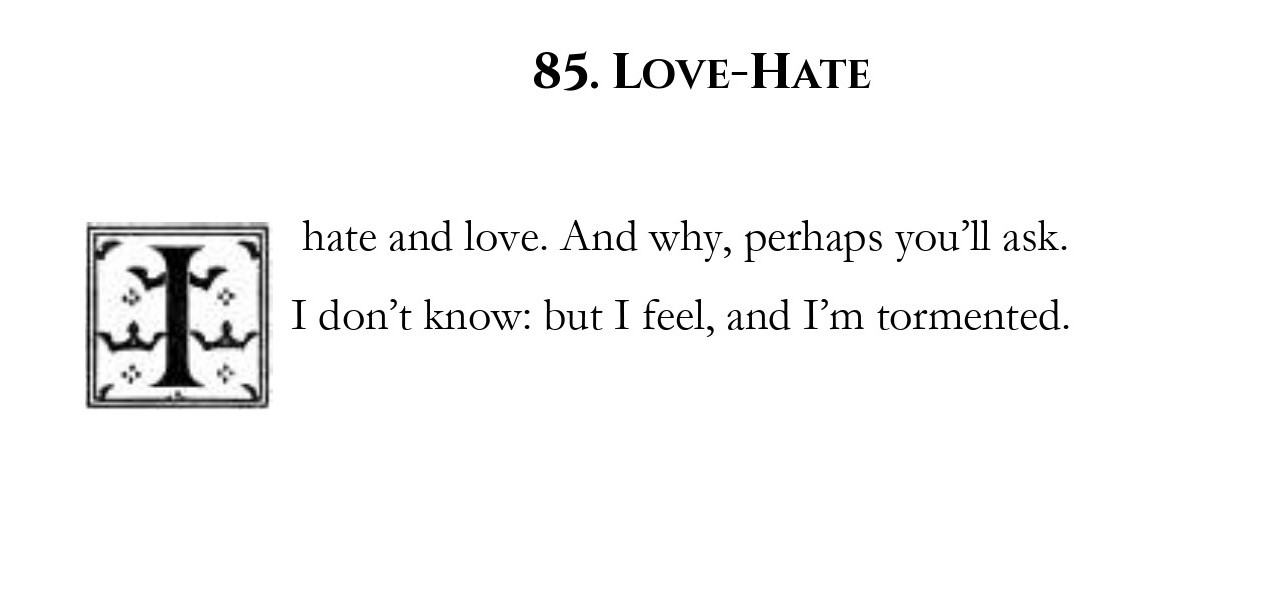 85. Love-Hate
I hate and love. And why, perhaps you’ll ask.
I don’t know: but I feel, and I’m tormented.